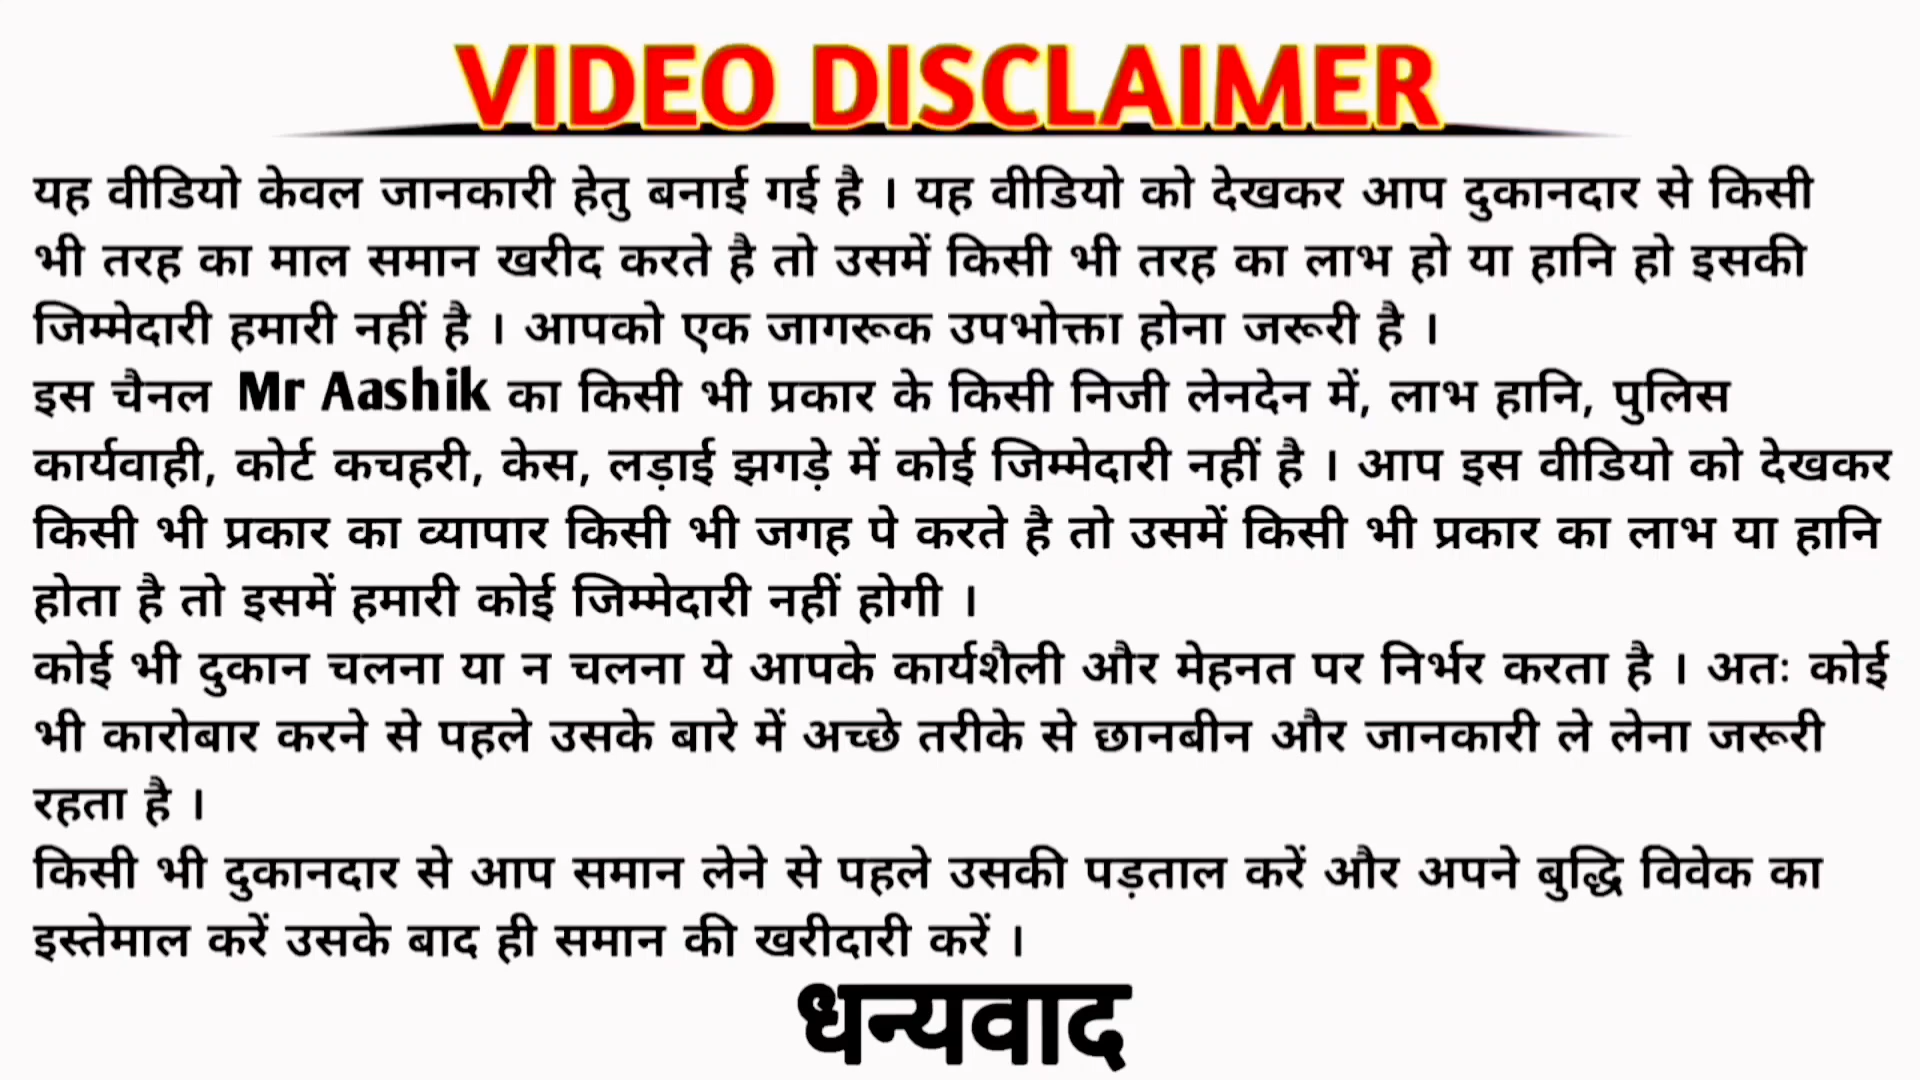 VIDEO DISCLAIMER
यह वीडियो केवल जानकारी हेतु बनाई गई है । यह वीडियो को देखकर आप दुकानदार से किसी
भी तरह का माल समान खरीद करते है तो उसमें किसी भी तरह का लाभ हो या हानि हो इसकी
जिम्मेदारी हमारी नहीं है । आपको एक जागरूक उपभोक्ता होना जरूरी है ।
इस चैनल Mr Aashik का किसी भी प्रकार के किसी निजी लेनदेन में, लाभ हानि, पुलिस
कार्यवाही, कोर्ट कचहरी, केस, लड़ाई झगड़े में कोई जिम्मेदारी नहीं है । आप इस वीडियो को देखकर
किसी भी प्रकार का व्यापार किसी भी जगह पे करते है तो उसमें किसी भी प्रकार का लाभ या हानि
होता है तो इसमें हमारी कोई जिम्मेदारी नहीं होगी ।
कोई भी दुकान चलना या न चलना ये आपके कार्यशैली और मेहनत पर निर्भर करता है । अतः कोई
भी कारोबार करने से पहले उसके बारे में अच्छे तरीके से छानबीन और जानकारी ले लेना जरूरी
रहता है ।
किसी भी दुकानदार से आप समान लेने से पहले उसकी पड़ताल करें और अपने बुद्धि विवेक का
इस्तेमाल करें उसके बाद ही समान की खरीदारी करें ।
धन्यवाद